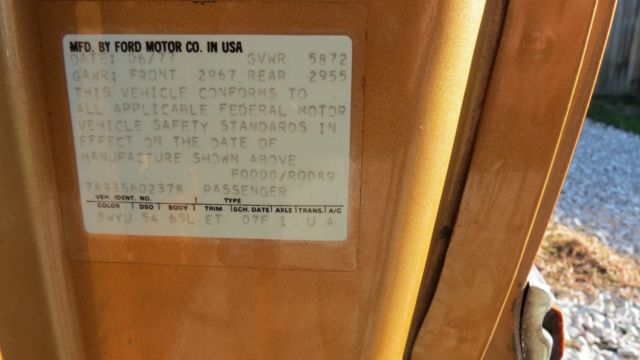 MFD. BY FORD MOTOR CO. IN USA
DATE: 06/77 GVWR 5872
GAWR: FRONT 2967 REAR 2955
THIS VEHICLE CONFORMS TO
ALL APPLICABLE FEDERAL MOTOR
VEHICLE SAFETY STANDARDS IN
EFFECT ON THE DATE OF
MANUFACTURE SHOWN ABOVE
F0000/R0089
7A93S602378 PASSENGER
VEH. IDENT. NO. TYPE
COLOR DSO BODY TRIM SCH. DATE AXLE TRANS. A/C
54 65L ET 07F 1 U A